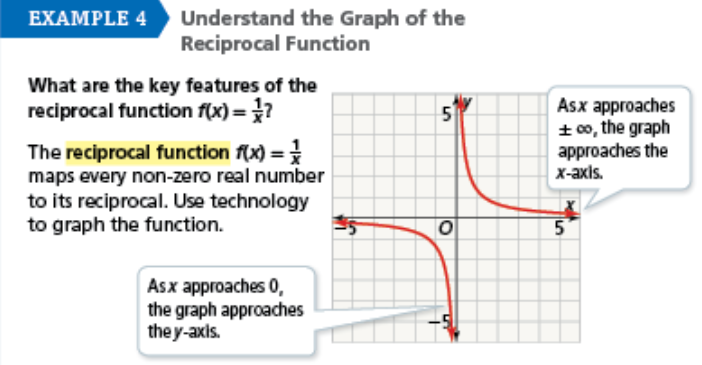 EXAMPLE 4 Understand the Graph of the
Reciprocal Function
What are the key features of the
reciprocal function f(x) = 1/x?
The reciprocal function f(x) = 1/x
maps every non-zero real number
to its reciprocal. Use technology
to graph the function.
As x approaches
± ∞, the graph
approaches the
x-axis.
5 y
x
−5 O 5
−5
As x approaches 0,
the graph approaches
the y-axis.